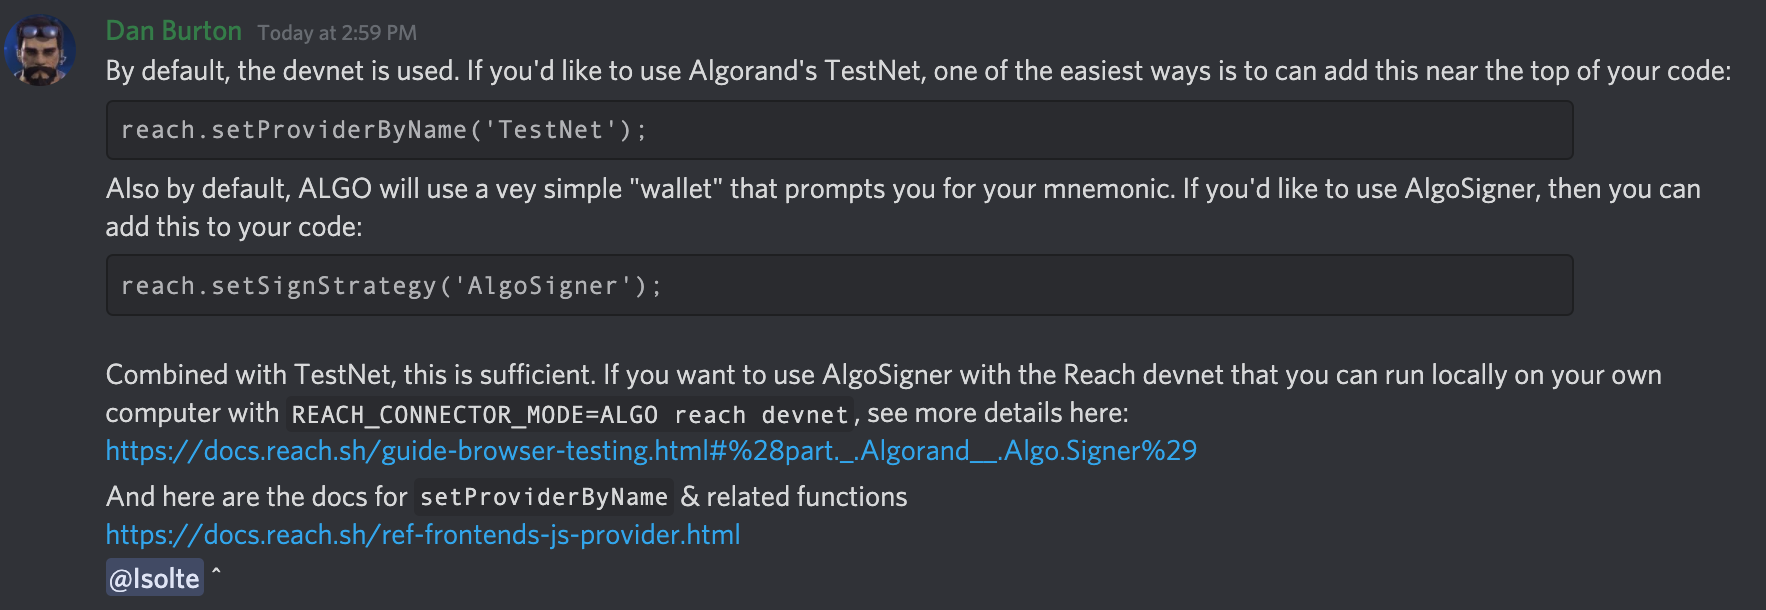 Dan Burton Today at 2:59 PM
By default, the devnet is used. If you'd like to use Algorand's TestNet, one of the easiest ways is to can add this near the top of your code:
reach.setProviderByName('TestNet');
Also by default, ALGO will use a vey simple "wallet" that prompts you for your mnemonic. If you'd like to use AlgoSigner, then you can
add this to your code:
reach.setSignStrategy('AlgoSigner');
Combined with TestNet, this is sufficient. If you want to use AlgoSigner with the Reach devnet that you can run locally on your own
computer with REACH_CONNECTOR_MODE=ALGO reach devnet, see more details here:
https://docs.reach.sh/guide-browser-testing.html#%28part._.Algorand__.Algo.Signer%29
And here are the docs for setProviderByName & related functions
https://docs.reach.sh/ref-frontends-js-provider.html
@Isolte ^